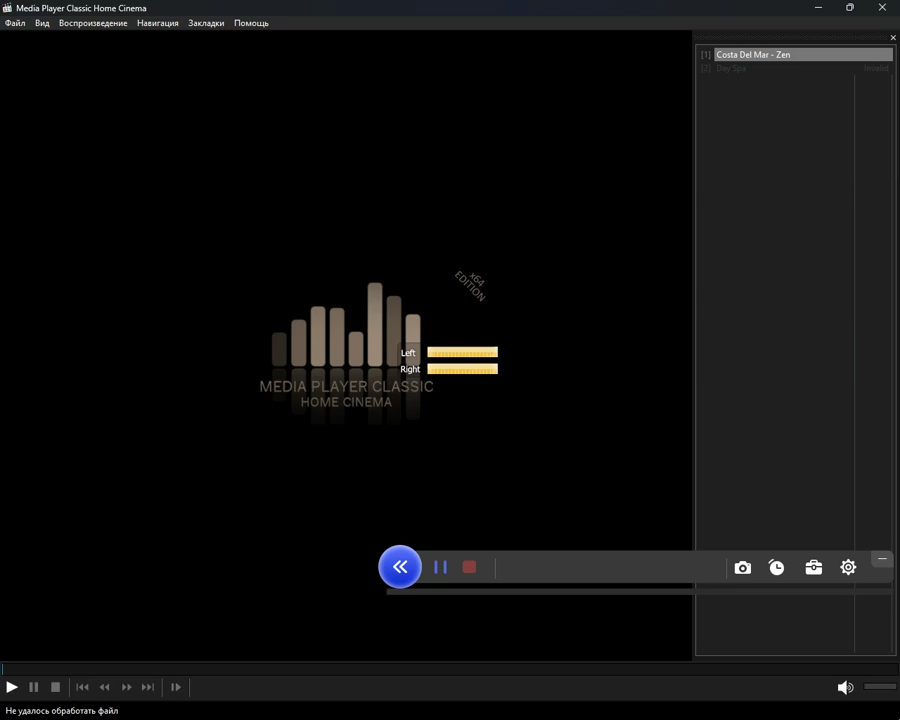 Media Player Classic Home Cinema
Файл Вид Воспроизведение Навигация Закладки Помощь
[1] Costa Del Mar - Zen
[2] Day Spa Invalid
x64
EDITION
Left
Right
MEDIA PLAYER CLASSIC
HOME CINEMA
Не удалось обработать файл